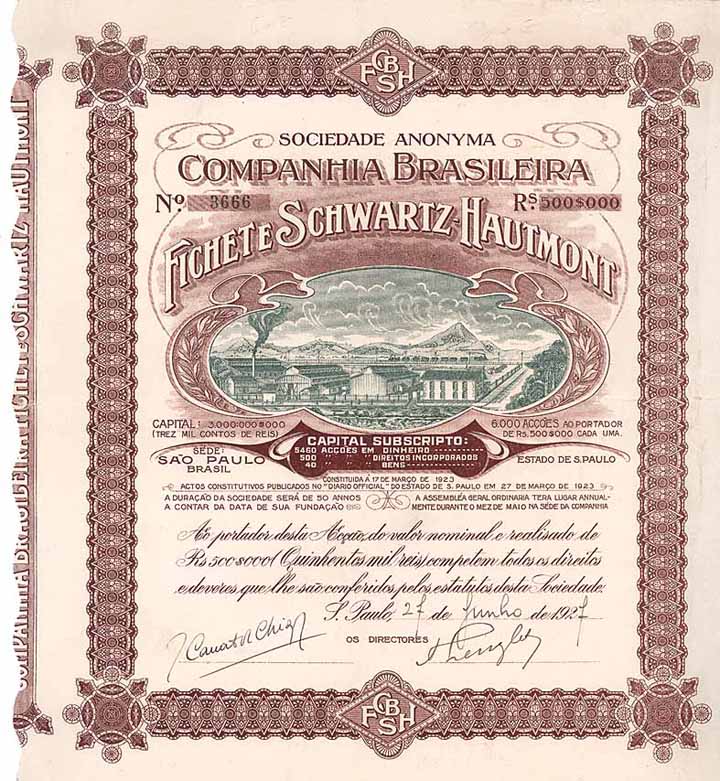 CBFSH
SOCIEDADE ANONYMA
COMPANHIA BRASILEIRA
Nº 3666 RS. 500$000
FICHET E SCHWARTZ-HAUTMONT
CAPITAL: 3.000:000$000
(TREZ MIL CONTOS DE REIS)
6.000 ACÇÕES AO PORTADOR
DE RS. 500$000 CADA UMA.
CAPITAL SUBSCRIPTO:
5460 ACÇÕES EM DINHEIRO
500 " " DIREITOS INCORPORADOS
40 " " BENS
SÉDE:
SÃO PAULO
BRASIL
ESTADO DE S. PAULO
CONSTITUIDA Á 17 DE MARÇO DE 1923
ACTOS CONSTITUTIVOS PUBLICADOS NO "DIARIO OFFICIAL" DO ESTADO DE S. PAULO EM 27 DE MARÇO DE 1923
A DURAÇÃO DA SOCIEDADE SERÁ DE 50 ANNOS
A CONTAR DA DATA DE SUA FUNDAÇÃO
A ASSEMBLÉA GERAL ORDINARIA TERA LUGAR ANNUAL-
MENTE DURANTE O MEZ DE MAIO NA SÉDE DA COMPANHIA
Ao portador desta Acção, do valor nominal e realisado de
Rs 500$000 (Quinhentos mil reis) competem todos os direitos
e deveres que lhe são conferidos pelos estatutos desta Sociedade.
S. Paulo, 27 de Junho de 1927
OS DIRECTORES
CBFSH
COMPANHIA BRASILEIRA FICHET E SCHWARTZ-HAUTMONT